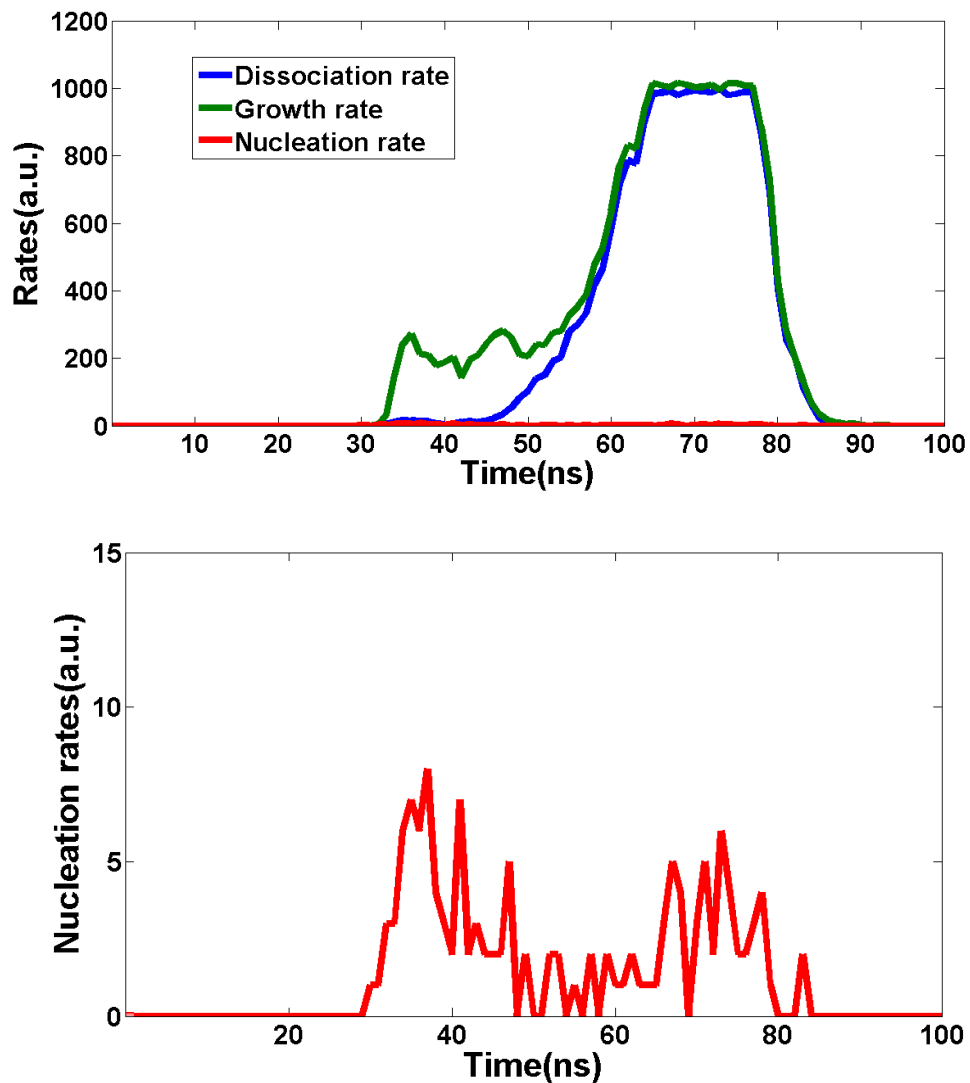 1200
1000
800
600
400
200
0
Rates(a.u.)
Dissociation rate
Growth rate
Nucleation rate
10 20 30 40 50 60 70 80 90 100
Time(ns)
15
10
5
0
Nucleation rates(a.u.)
20 40 60 80 100
Time(ns)